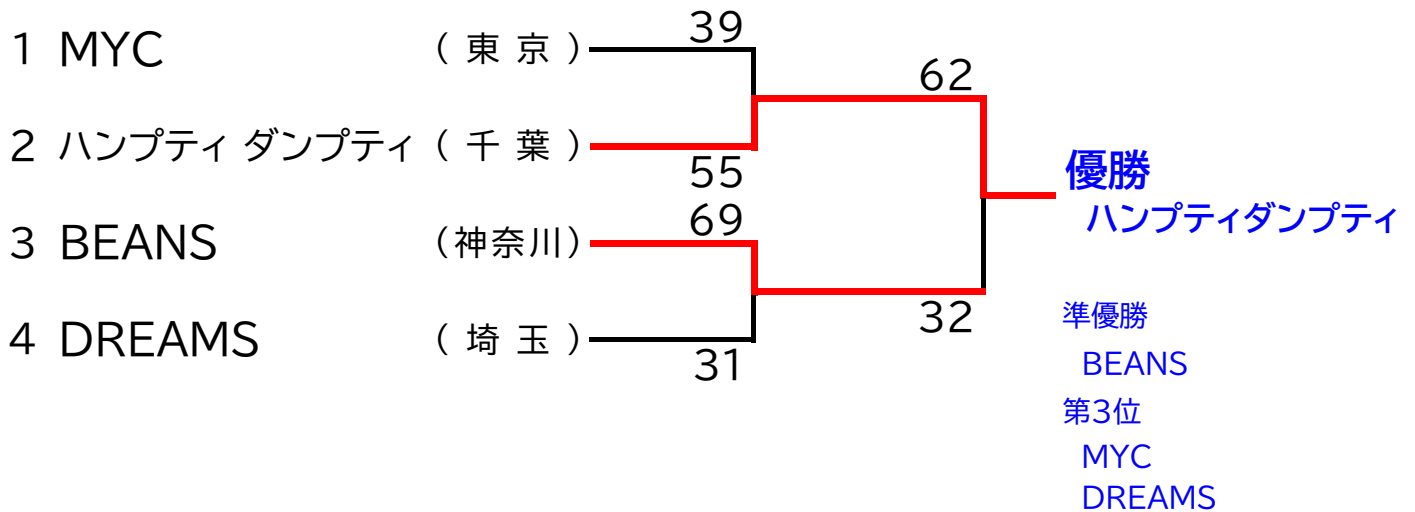 1 MYC (東京) 39
62
2 ハンプティ ダンプティ (千葉) 55
優勝
ハンプティダンプティ
3 BEANS (神奈川) 69
32
4 DREAMS (埼玉) 31
準優勝
BEANS
第3位
MYC
DREAMS